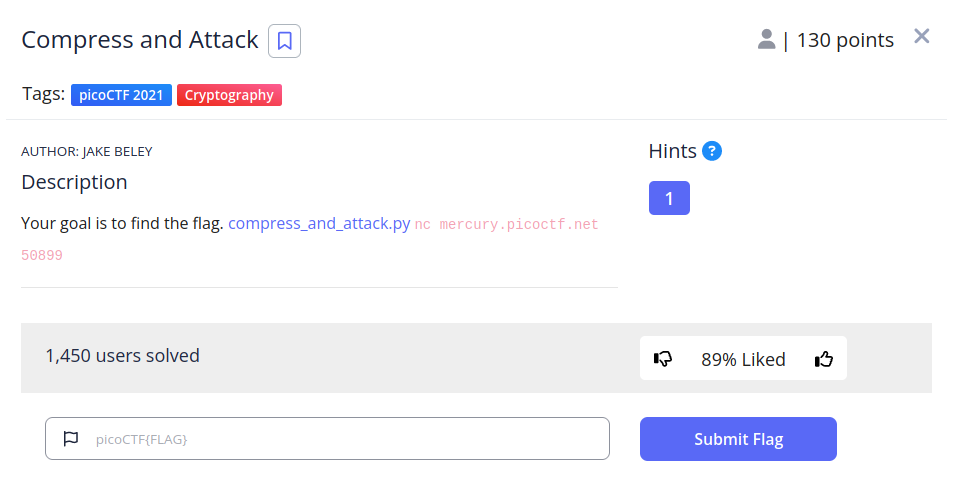 Compress and Attack | 130 points ×
Tags: picoCTF 2021 Cryptography
AUTHOR: JAKE BELEY
Hints ?
Description
1
Your goal is to find the flag. compress_and_attack.py nc mercury.picoctf.net
50899
1,450 users solved
89% Liked
picoCTF{FLAG}
Submit Flag